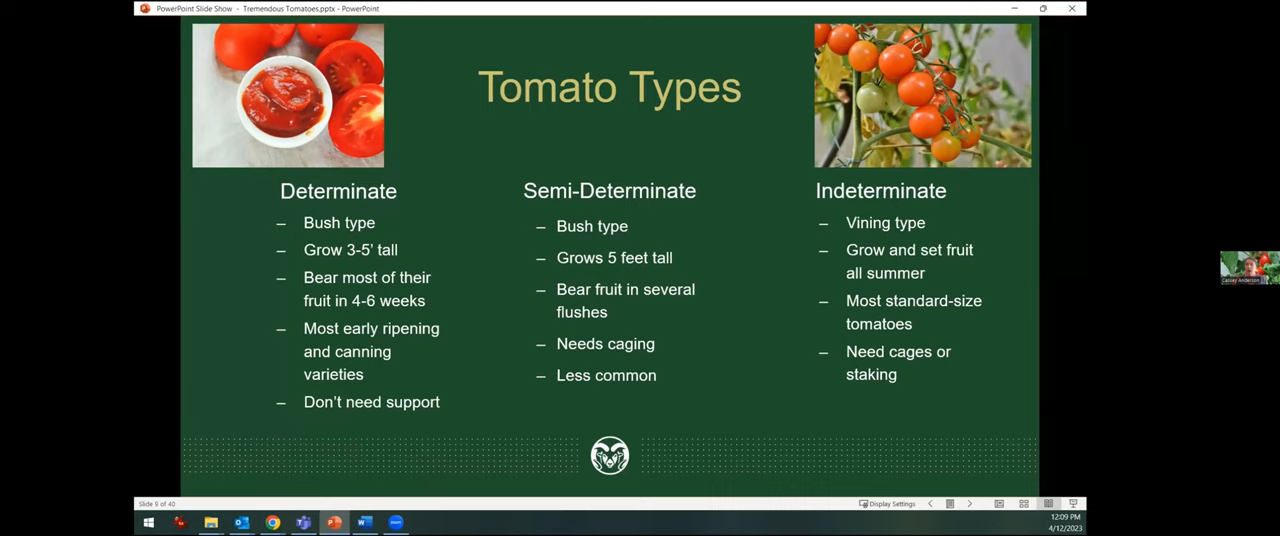 PowerPoint Slide Show - Tremendous Tomatoes.pptx - PowerPoint
Tomato Types
Determinate
– Bush type
– Grow 3-5’ tall
– Bear most of their
fruit in 4-6 weeks
– Most early ripening
and canning
varieties
– Don’t need support
Semi-Determinate
– Bush type
– Grows 5 feet tall
– Bear fruit in several
flushes
– Needs caging
– Less common
Indeterminate
– Vining type
– Grow and set fruit
all summer
– Most standard-size
tomatoes
– Need cages or
staking
Cassey Anderson
Slide 9 of 40
Display Settings
12:09 PM
4/12/2023